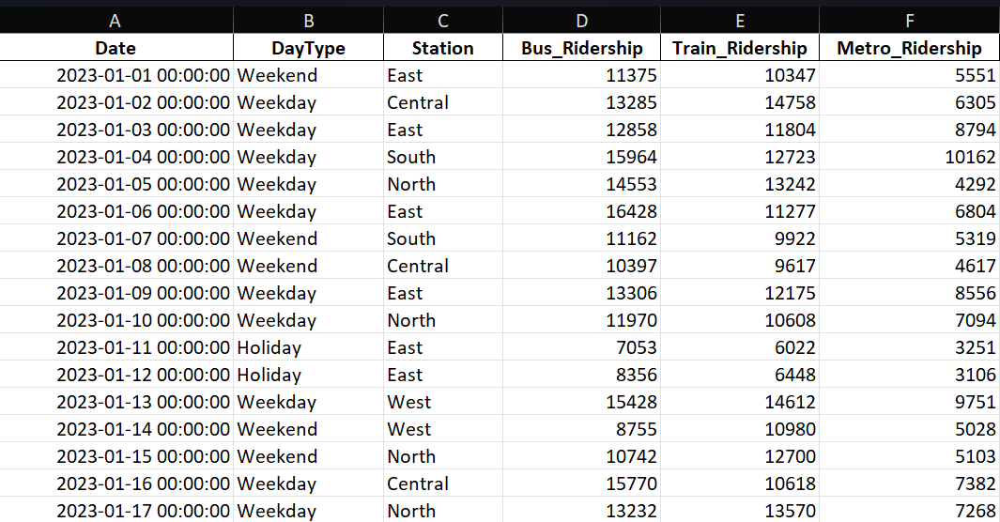 A B C D E F
Date DayType Station Bus_Ridership Train_Ridership Metro_Ridership
2023-01-01 00:00:00 Weekend East 11375 10347 5551
2023-01-02 00:00:00 Weekday Central 13285 14758 6305
2023-01-03 00:00:00 Weekday East 12858 11804 8794
2023-01-04 00:00:00 Weekday South 15964 12723 10162
2023-01-05 00:00:00 Weekday North 14553 13242 4292
2023-01-06 00:00:00 Weekday East 16428 11277 6804
2023-01-07 00:00:00 Weekend South 11162 9922 5319
2023-01-08 00:00:00 Weekend Central 10397 9617 4617
2023-01-09 00:00:00 Weekday East 13306 12175 8556
2023-01-10 00:00:00 Weekday North 11970 10608 7094
2023-01-11 00:00:00 Holiday East 7053 6022 3251
2023-01-12 00:00:00 Holiday East 8356 6448 3106
2023-01-13 00:00:00 Weekday West 15428 14612 9751
2023-01-14 00:00:00 Weekend West 8755 10980 5028
2023-01-15 00:00:00 Weekend North 10742 12700 5103
2023-01-16 00:00:00 Weekday Central 15770 10618 7382
2023-01-17 00:00:00 Weekday North 13232 13570 7268